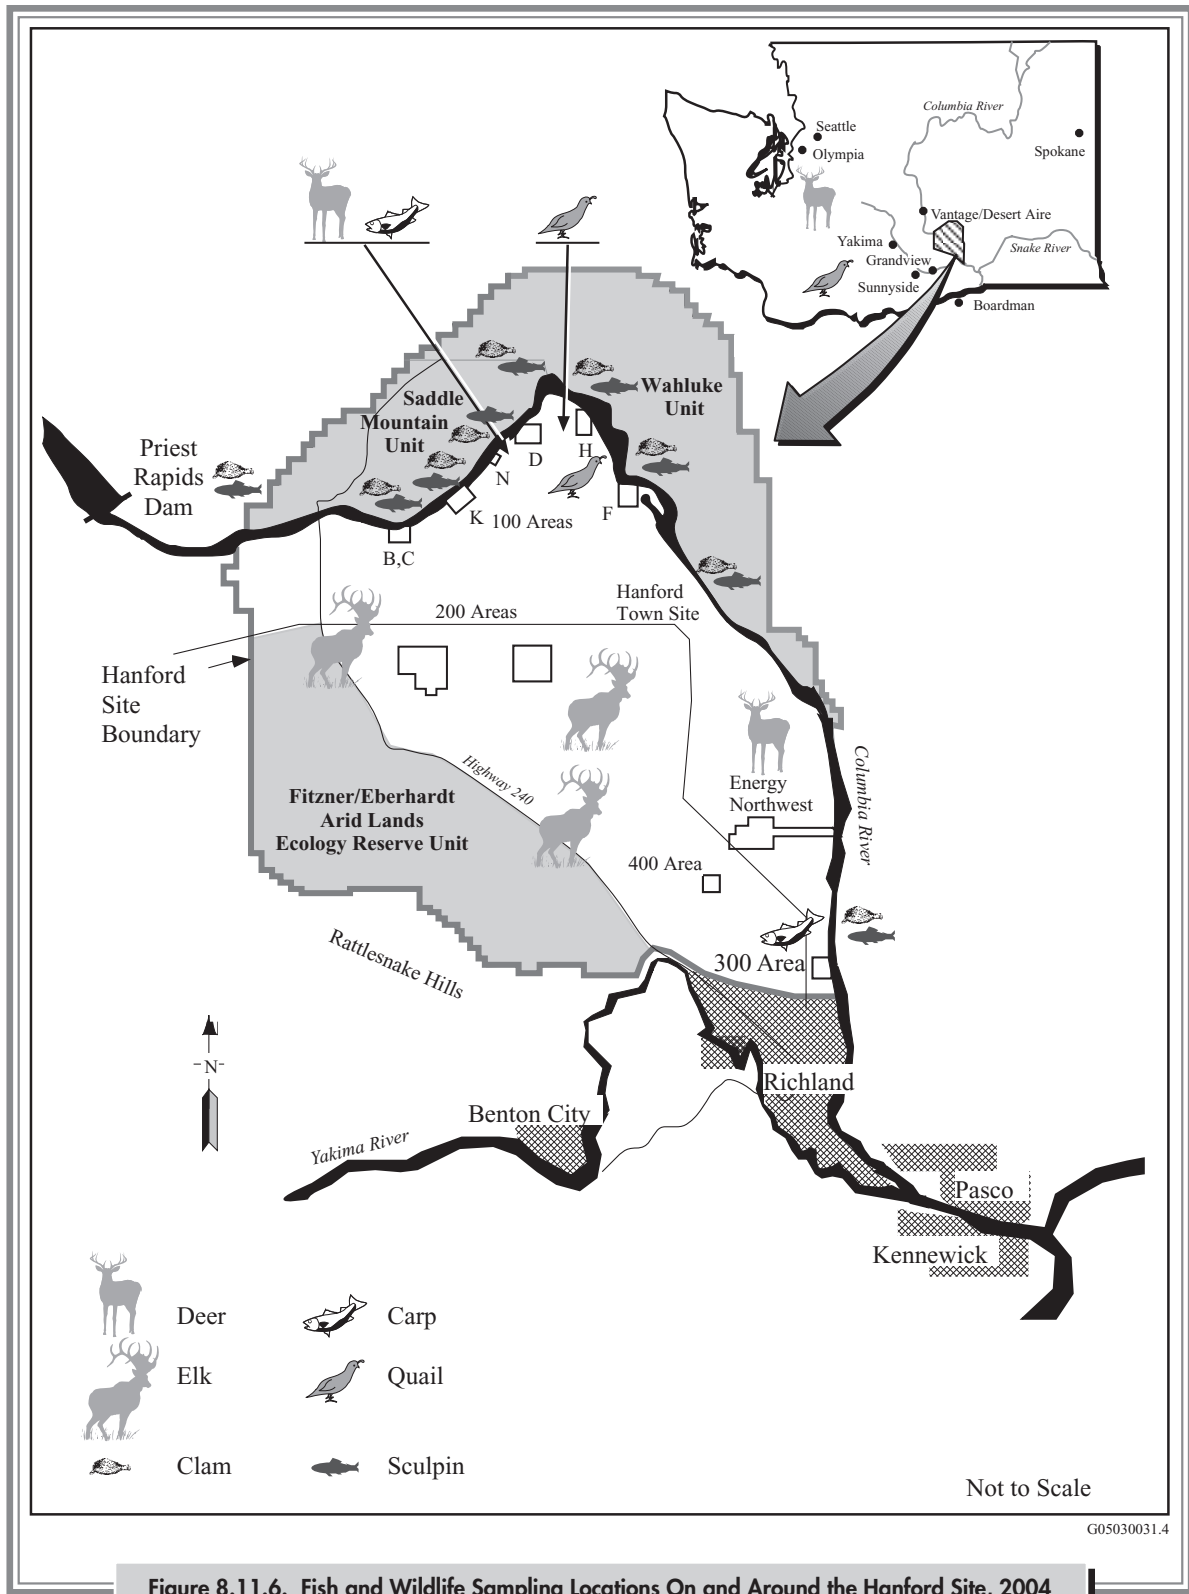 Columbia River
Seattle
Olympia
Spokane
Vantage/Desert Aire
Yakima
Grandview
Snake River
Sunnyside
Boardman
Saddle
Mountain
Unit
Wahluke
Unit
Priest
Rapids
Dam
D
H
N
F
K
100 Areas
B,C
Hanford
Town Site
200 Areas
Hanford
Site
Boundary
Highway 240
Energy
Northwest
Columbia River
Fitzner/Eberhardt
Arid Lands
Ecology Reserve Unit
400 Area
Rattlesnake Hills
300 Area
N
Richland
Benton City
Yakima River
Pasco
Kennewick
Deer
Carp
Elk
Quail
Clam
Sculpin
Not to Scale
G05030031.4
Figure 8.11.6. Fish and Wildlife Sampling Locations On and Around the Hanford Site, 2004